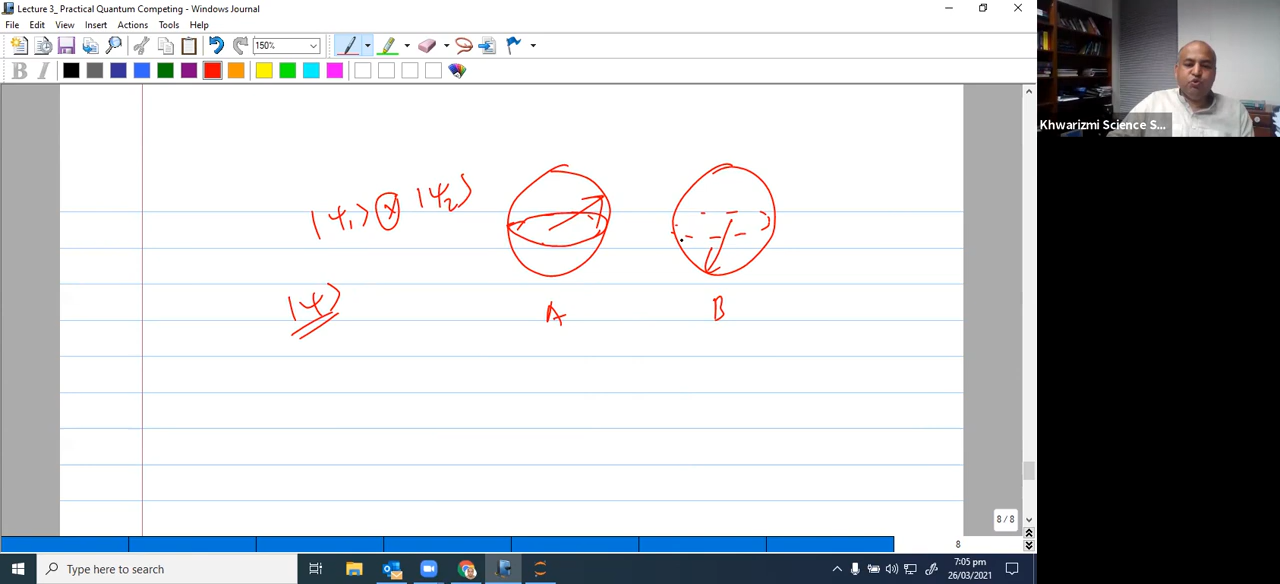 Lecture 3_ Practical Quantum Competing - Windows Journal
File Edit View Insert Actions Tools Help
150%
B I
Khwarizmi Science S...
|ψ₁⟩ ⊗ |ψ₂⟩
|ψ⟩
A B
8 / 8
8
Type here to search
7:05 pm
26/03/2021